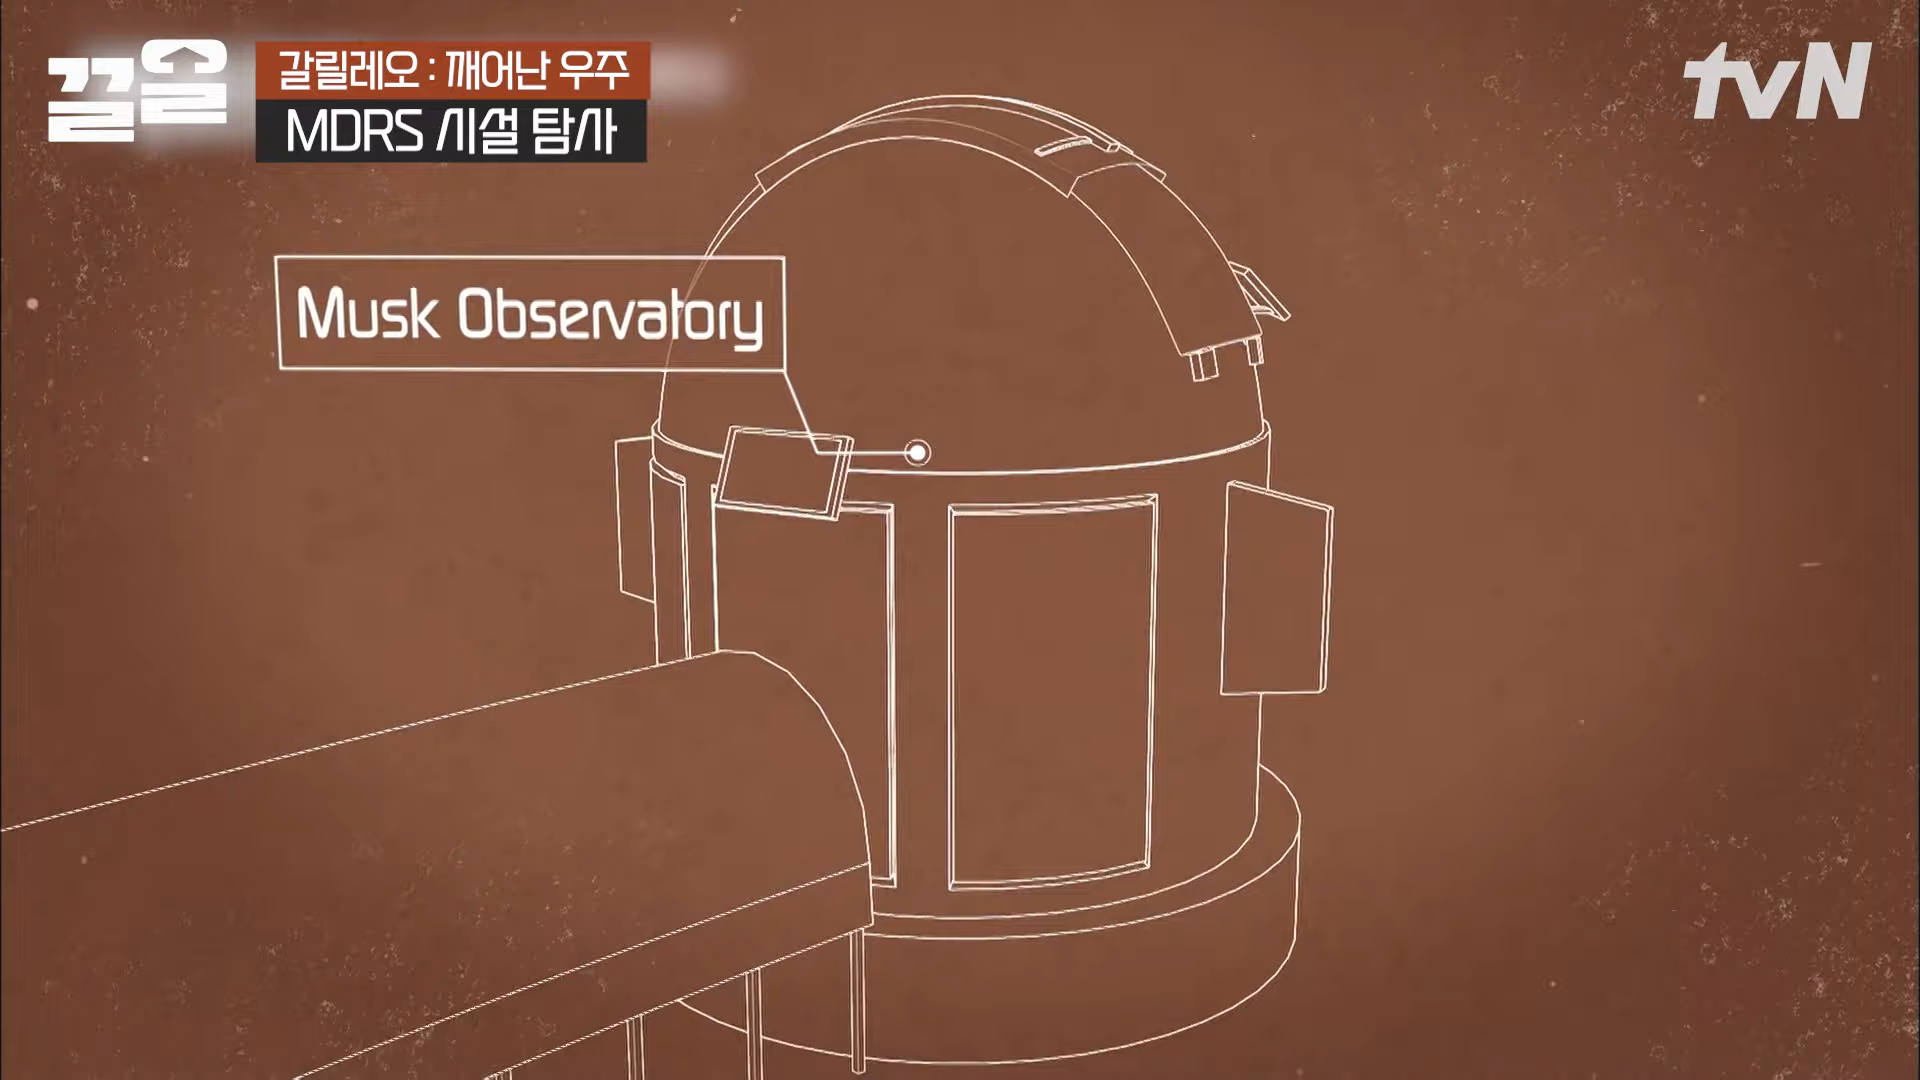 끌올
갈릴레오 : 깨어난 우주
MDRS 시설 탐사
tvN
Musk Observatory